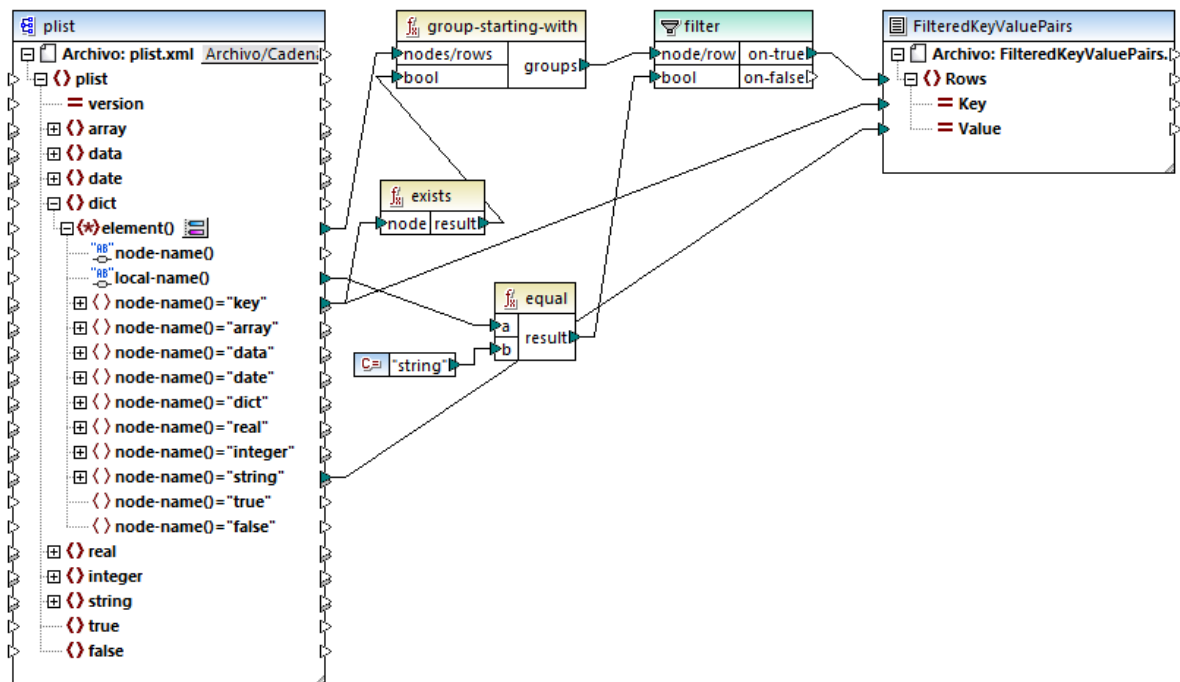 plist
Archivo: plist.xml Archivo/Cadena
plist
version
array
data
date
dict
element()
node-name()
local-name()
node-name()="key"
node-name()="array"
node-name()="data"
node-name()="date"
node-name()="dict"
node-name()="real"
node-name()="integer"
node-name()="string"
node-name()="true"
node-name()="false"
real
integer
string
true
false
group-starting-with
nodes/rows
bool
groups
exists
node result
equal
a
b
result
C= "string"
filter
node/row on-true
bool on-false
FilteredKeyValuePairs
Archivo: FilteredKeyValuePairs.
Rows
Key
Value